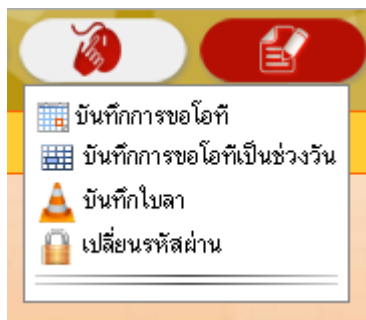 บันทึกการขอโอที
บันทึกการขอโอทีเป็นช่วงวัน
บันทึกใบลา
เปลี่ยนรหัสผ่าน